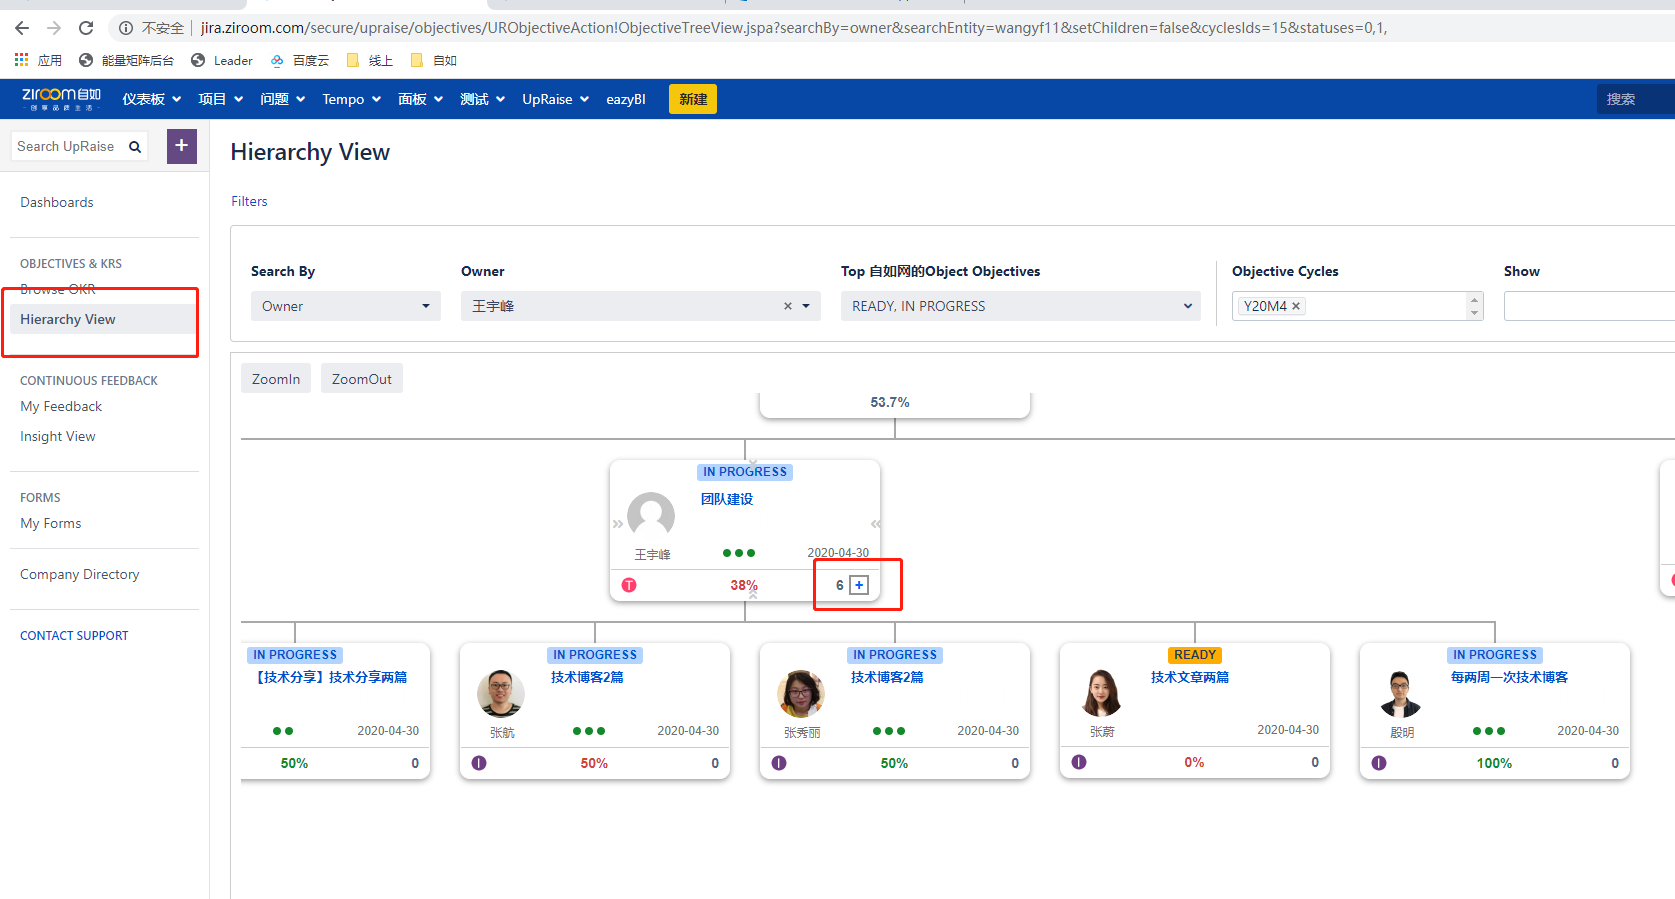 不安全 jira.ziroom.com/secure/upraise/objectives/URObjectiveAction!ObjectiveTreeView.jspa?searchBy=owner&searchEntity=wangyf11&setChildren=false&cyclesIds=15&statuses=0,1,
应用 能量矩阵后台 Leader 百度云 线上 自如
ziroom自如 仪表板 项目 问题 Tempo 面板 测试 UpRaise eazyBI 新建 搜索
创享品质生活
Search UpRaise +
Hierarchy View
Dashboards
Filters
OBJECTIVES & KRS
Browse OKR
Hierarchy View
CONTINUOUS FEEDBACK
My Feedback
Insight View
FORMS
My Forms
Company Directory
CONTACT SUPPORT
Search By Owner Top 自如网的Object Objectives Objective Cycles Show
Owner 王宇峰 × READY, IN PROGRESS Y20M4 ×
ZoomIn ZoomOut
53.7%
IN PROGRESS
团队建设
王宇峰 2020-04-30
T 38% 6 +
IN PROGRESS
【技术分享】技术分享两篇
2020-04-30
50% 0
IN PROGRESS
技术博客2篇
张航 2020-04-30
I 50% 0
IN PROGRESS
技术博客2篇
张秀丽 2020-04-30
I 50% 0
READY
技术文章两篇
张蔚 2020-04-30
I 0% 0
IN PROGRESS
每两周一次技术博客
殷明 2020-04-30
I 100% 0